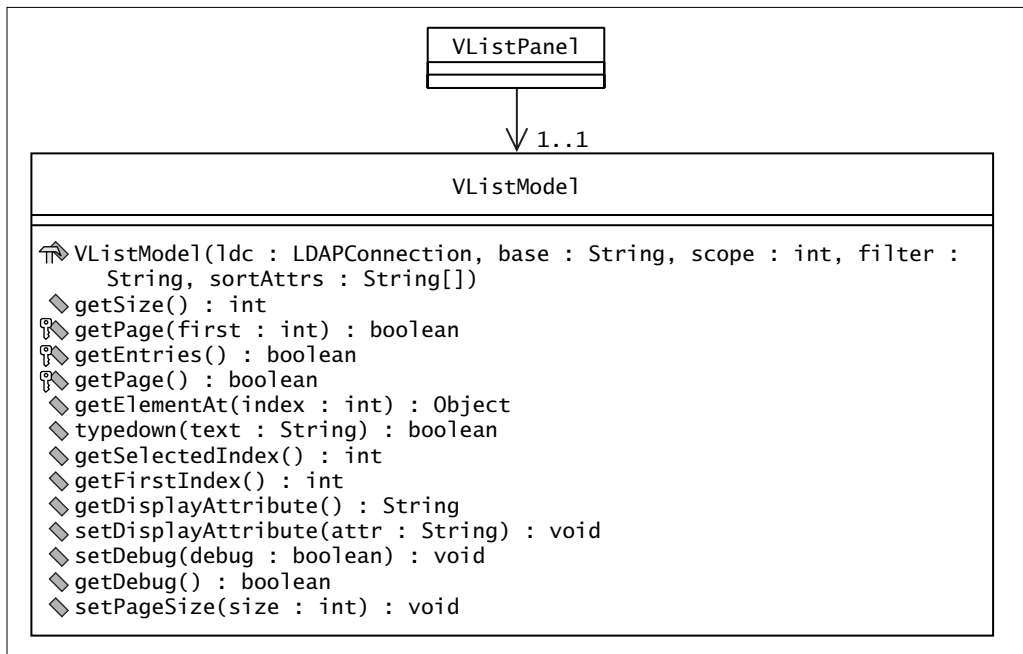 VListPanel
1..1
VListModel
VListModel(ldc : LDAPConnection, base : String, scope : int, filter :
String, sortAttrs : String[])
getSize() : int
getPage(first : int) : boolean
getEntries() : boolean
getPage() : boolean
getElementAt(index : int) : Object
typedown(text : String) : boolean
getSelectedIndex() : int
getFirstIndex() : int
getDisplayAttribute() : String
setDisplayAttribute(attr : String) : void
setDebug(debug : boolean) : void
getDebug() : boolean
setPageSize(size : int) : void